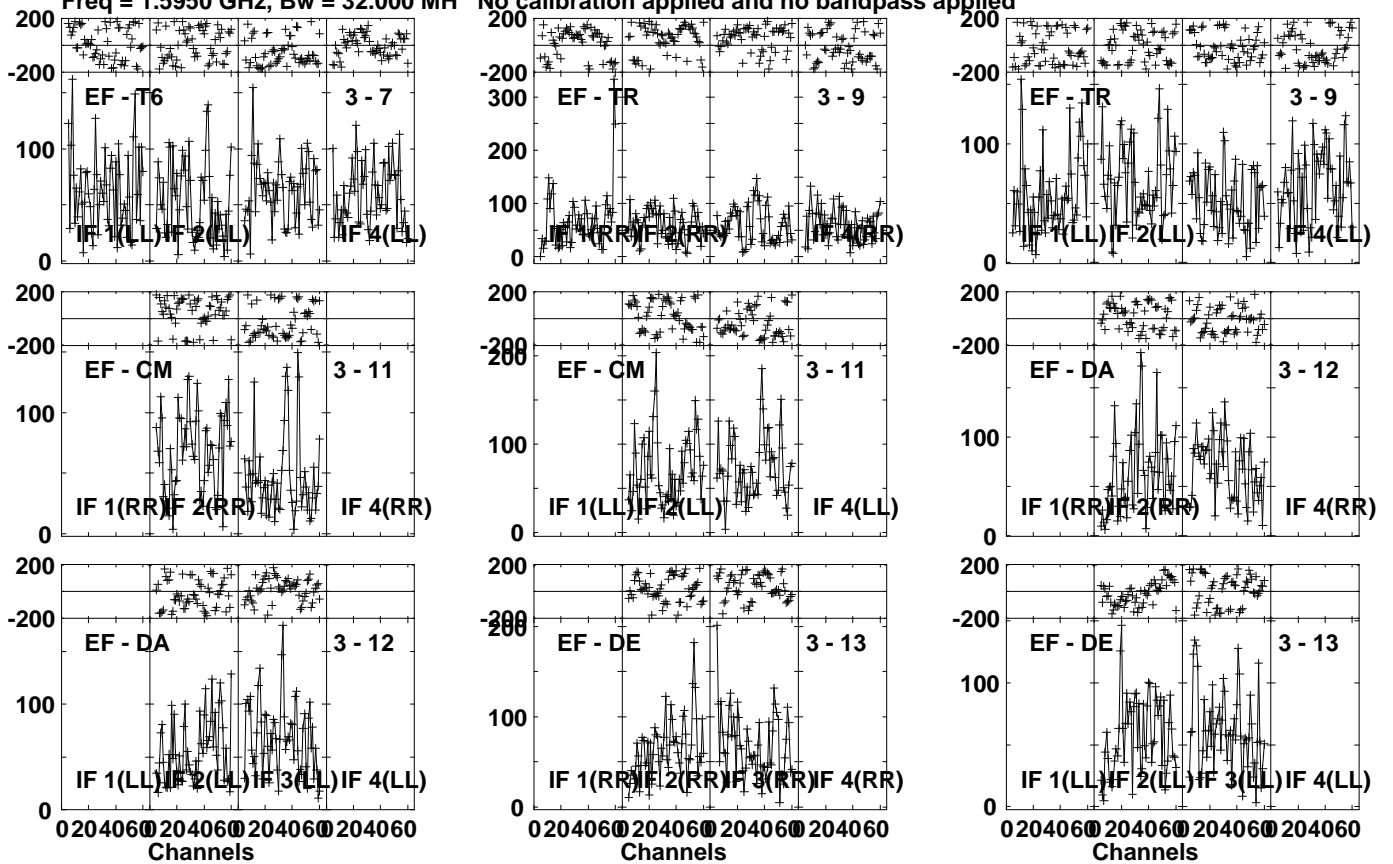 Freq = 1.5950 GHz, Bw = 32.000 MH No calibration applied and no bandpass applied
200
-200
EF - T6 3 - 7
100
0
IF 1(LL) IF 2(LL) IF 4(LL)
200
-200
EF - TR 3 - 9
300
200
100
0
IF 1(RR) IF 2(RR) IF 4(RR)
200
-200
EF - TR 3 - 9
100
0
IF 1(LL) IF 2(LL) IF 4(LL)
200
-200
EF - CM 3 - 11
100
0
IF 1(RR) IF 2(RR) IF 4(RR)
200
-200
200
EF - CM 3 - 11
100
0
IF 1(LL) IF 2(LL) IF 4(LL)
200
-200
EF - DA 3 - 12
100
0
IF 1(RR) IF 2(RR) IF 4(RR)
200
-200
EF - DA 3 - 12
100
0
IF 1(LL) IF 2(LL) IF 3(LL) IF 4(LL)
0 20 40 60 0 20 40 60 0 20 40 60 0 20 40 60
Channels
200
-200
200
EF - DE 3 - 13
100
0
IF 1(RR) IF 2(RR) IF 3(RR) IF 4(RR)
0 20 40 60 0 20 40 60 0 20 40 60 0 20 40 60
Channels
200
-200
EF - DE 3 - 13
100
0
IF 1(LL) IF 2(LL) IF 3(LL) IF 4(LL)
0 20 40 60 0 20 40 60 0 20 40 60 0 20 40 60
Channels